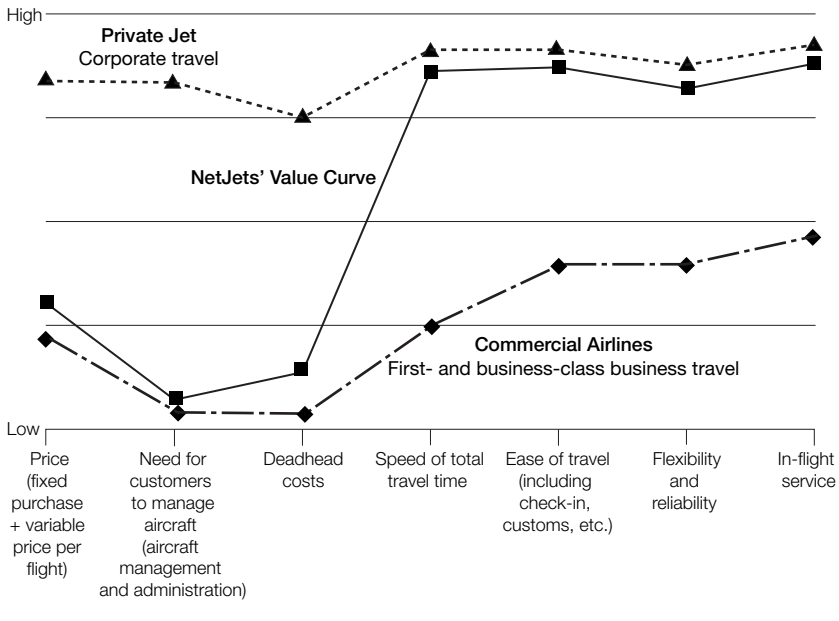 High
Private Jet
Corporate travel
NetJets’ Value Curve
Commercial Airlines
First- and business-class business travel
Low
Price
(fixed
purchase
+ variable
price per
flight)
Need for
customers
to manage
aircraft
(aircraft
management
and administration)
Deadhead
costs
Speed of total
travel time
Ease of travel
(including
check-in,
customs, etc.)
Flexibility
and
reliability
In-flight
service